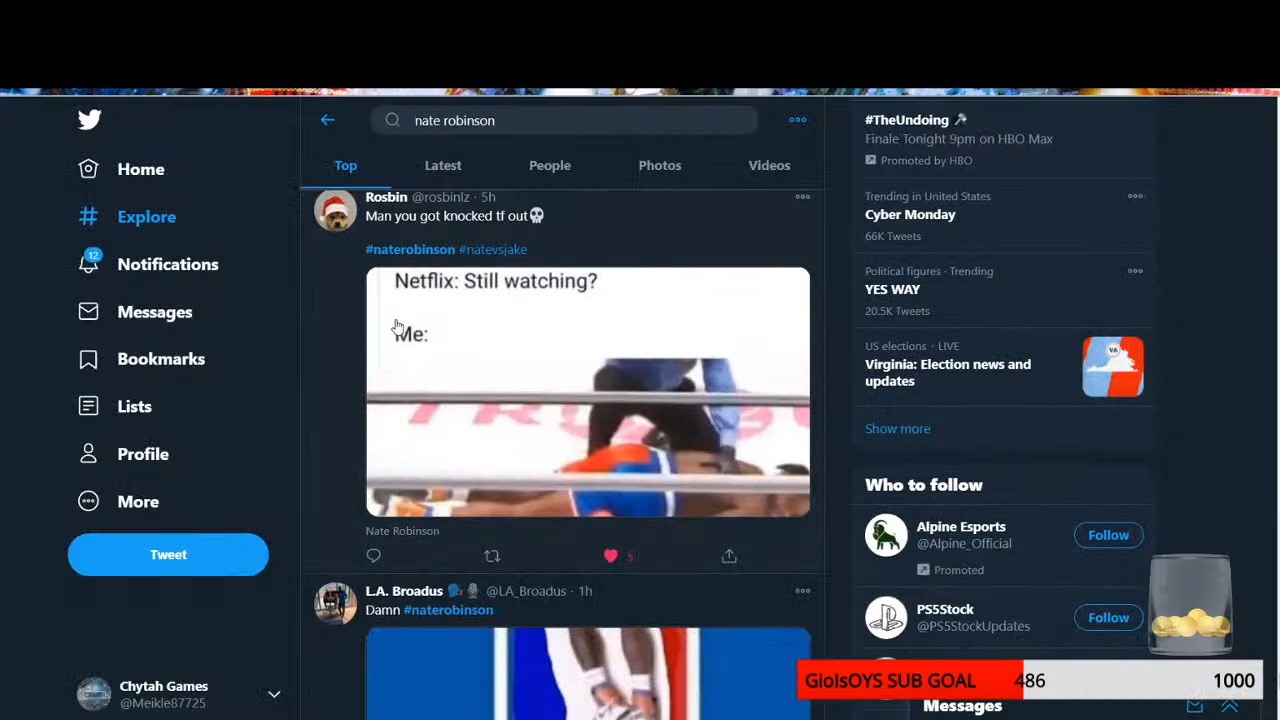 nate robinson
Top
Latest
People
Photos
Videos
Home
Explore
12
Notifications
Messages
Bookmarks
Lists
Profile
More
Tweet
Chytah Games
@Meikle87725
Rosbin @rosbinlz · 5h
Man you got knocked tf out💀
#naterobinson #natevsjake
Netflix: Still watching?
Me:
Nate Robinson
5
L.A. Broadus 🗣️🎙️ @LA_Broadus · 1h
Damn #naterobinson
#TheUndoing
Finale Tonight 9pm on HBO Max
Promoted by HBO
Trending in United States
Cyber Monday
66K Tweets
Political figures · Trending
YES WAY
20.5K Tweets
US elections · LIVE
Virginia: Election news and
updates
VA
Show more
Who to follow
Alpine Esports
@Alpine_Official
Follow
Promoted
PS5Stock
@PS5StockUpdates
Follow
GioIsOYS SUB GOAL 486 1000
Messages